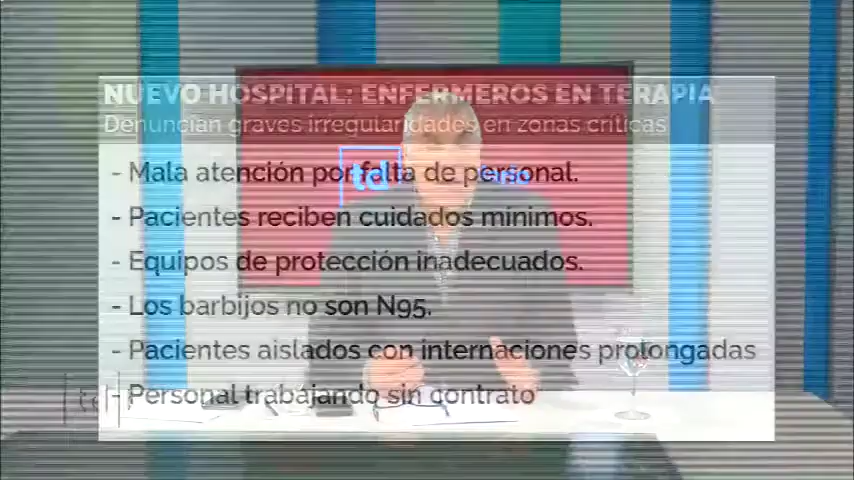 NUEVO HOSPITAL: ENFERMEROS EN TERAPIA
Denuncian graves irregularidades en zonas críticas
- Mala atención por falta de personal.
td
- Pacientes reciben cuidados mínimos.
- Equipos de protección inadecuados.
- Los barbijos no son N95.
- Pacientes aislados con internaciones prolongadas
- Personal trabajando sin contrato
td